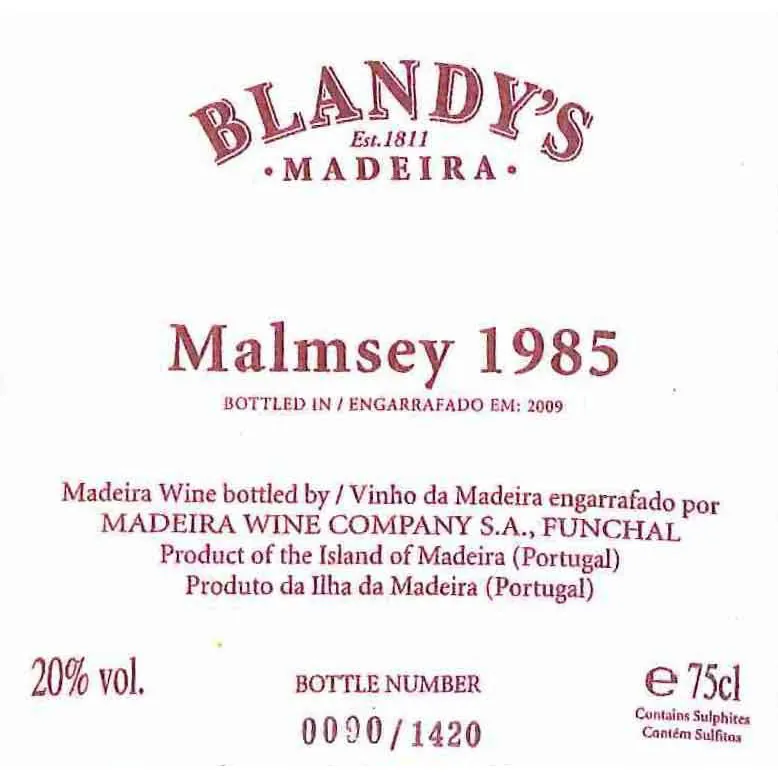 BLANDY'S
Est.1811
·MADEIRA·
Malmsey 1985
BOTTLED IN / ENGARRAFADO EM: 2009
Madeira Wine bottled by / Vinho da Madeira engarrafado por
MADEIRA WINE COMPANY S.A., FUNCHAL
Product of the Island of Madeira (Portugal)
Produto da Ilha da Madeira (Portugal)
20% vol.
BOTTLE NUMBER
0090/1420
℮ 75cl
Contains Sulphites
Contém Sulfitos